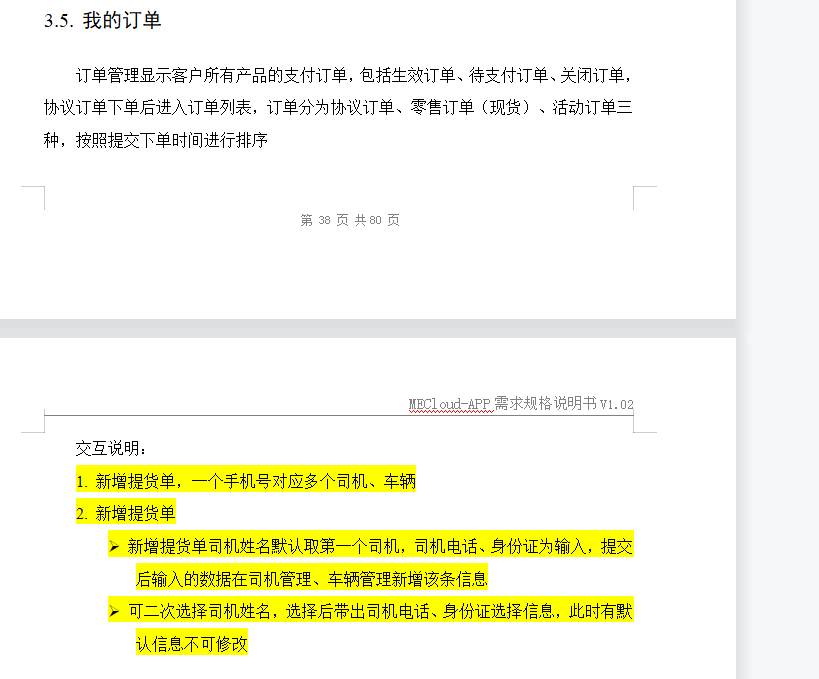 3.5. 我的订单
订单管理显示客户所有产品的支付订单，包括生效订单、待支付订单、关闭订单，
协议订单下单后进入订单列表，订单分为协议订单、零售订单（现货）、活动订单三
种，按照提交下单时间进行排序
第 38 页 共 80 页
MECloud-APP 需求规格说明书 V1.02
交互说明：
1. 新增提货单，一个手机号对应多个司机、车辆
2. 新增提货单
➢ 新增提货单司机姓名默认取第一个司机，司机电话、身份证为输入，提交
后输入的数据在司机管理、车辆管理新增该条信息
➢ 可二次选择司机姓名，选择后带出司机电话、身份证选择信息，此时有默
认信息不可修改